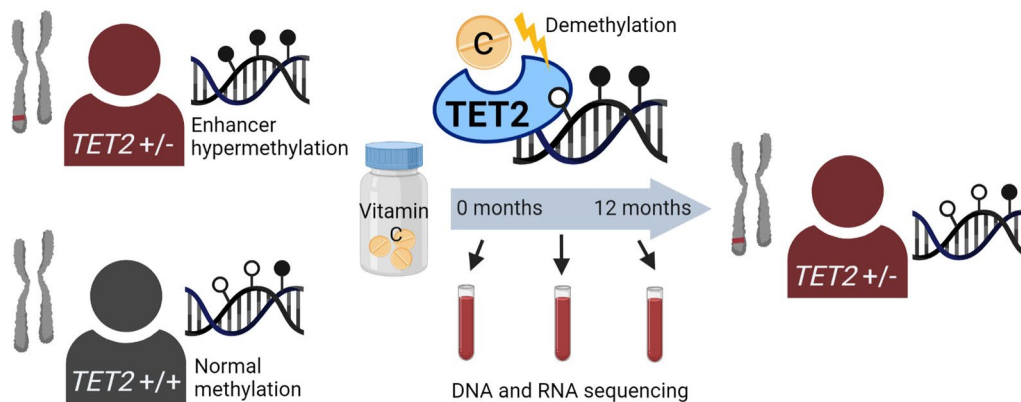 TET2 +/-
Enhancer
hypermethylation
TET2 +/+
Normal
methylation
C
Demethylation
TET2
Vitamin
C
0 months
12 months
DNA and RNA sequencing
TET2 +/-